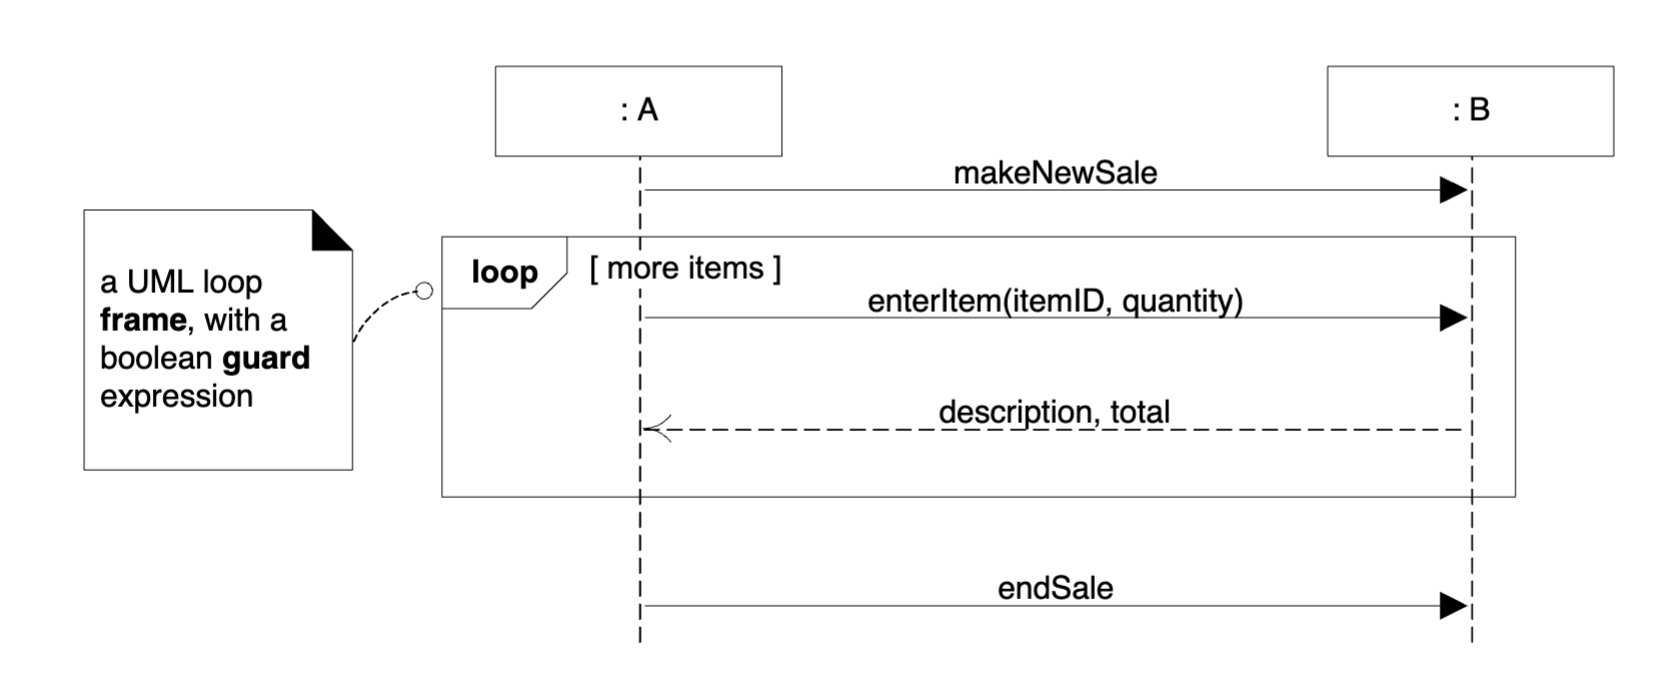 : A
: B
makeNewSale
a UML loop
frame, with a
boolean guard
expression
loop
[ more items ]
enterItem(itemID, quantity)
description, total
endSale